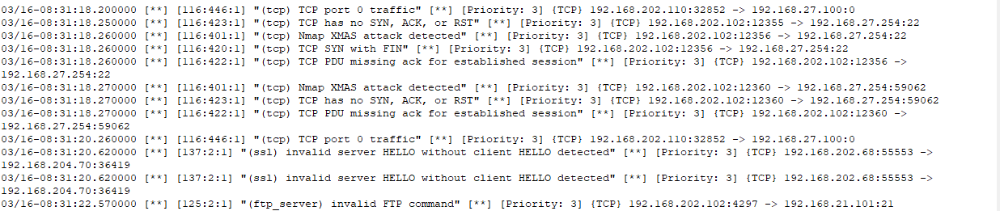 03/16-08:31:18.200000 [**] [116:446:1] "(tcp) TCP port 0 traffic" [**] [Priority: 3] {TCP} 192.168.202.110:32852 -> 192.168.27.100:0
03/16-08:31:18.250000 [**] [116:423:1] "(tcp) TCP has no SYN, ACK, or RST" [**] [Priority: 3] {TCP} 192.168.202.102:12355 -> 192.168.27.254:22
03/16-08:31:18.260000 [**] [116:401:1] "(tcp) Nmap XMAS attack detected" [**] [Priority: 3] {TCP} 192.168.202.102:12356 -> 192.168.27.254:22
03/16-08:31:18.260000 [**] [116:420:1] "(tcp) TCP SYN with FIN" [**] [Priority: 3] {TCP} 192.168.202.102:12356 -> 192.168.27.254:22
03/16-08:31:18.260000 [**] [116:422:1] "(tcp) TCP PDU missing ack for established session" [**] [Priority: 3] {TCP} 192.168.202.102:12356 ->
192.168.27.254:22
03/16-08:31:18.270000 [**] [116:401:1] "(tcp) Nmap XMAS attack detected" [**] [Priority: 3] {TCP} 192.168.202.102:12360 -> 192.168.27.254:59062
03/16-08:31:18.270000 [**] [116:423:1] "(tcp) TCP has no SYN, ACK, or RST" [**] [Priority: 3] {TCP} 192.168.202.102:12360 -> 192.168.27.254:59062
03/16-08:31:18.270000 [**] [116:422:1] "(tcp) TCP PDU missing ack for established session" [**] [Priority: 3] {TCP} 192.168.202.102:12360 ->
192.168.27.254:59062
03/16-08:31:20.260000 [**] [116:446:1] "(tcp) TCP port 0 traffic" [**] [Priority: 3] {TCP} 192.168.202.110:32852 -> 192.168.27.100:0
03/16-08:31:20.620000 [**] [137:2:1] "(ssl) invalid server HELLO without client HELLO detected" [**] [Priority: 3] {TCP} 192.168.202.68:55553 ->
192.168.204.70:36419
03/16-08:31:20.620000 [**] [137:2:1] "(ssl) invalid server HELLO without client HELLO detected" [**] [Priority: 3] {TCP} 192.168.202.68:55553 ->
192.168.204.70:36419
03/16-08:31:22.570000 [**] [125:2:1] "(ftp_server) invalid FTP command" [**] [Priority: 3] {TCP} 192.168.202.102:4297 -> 192.168.21.101:21